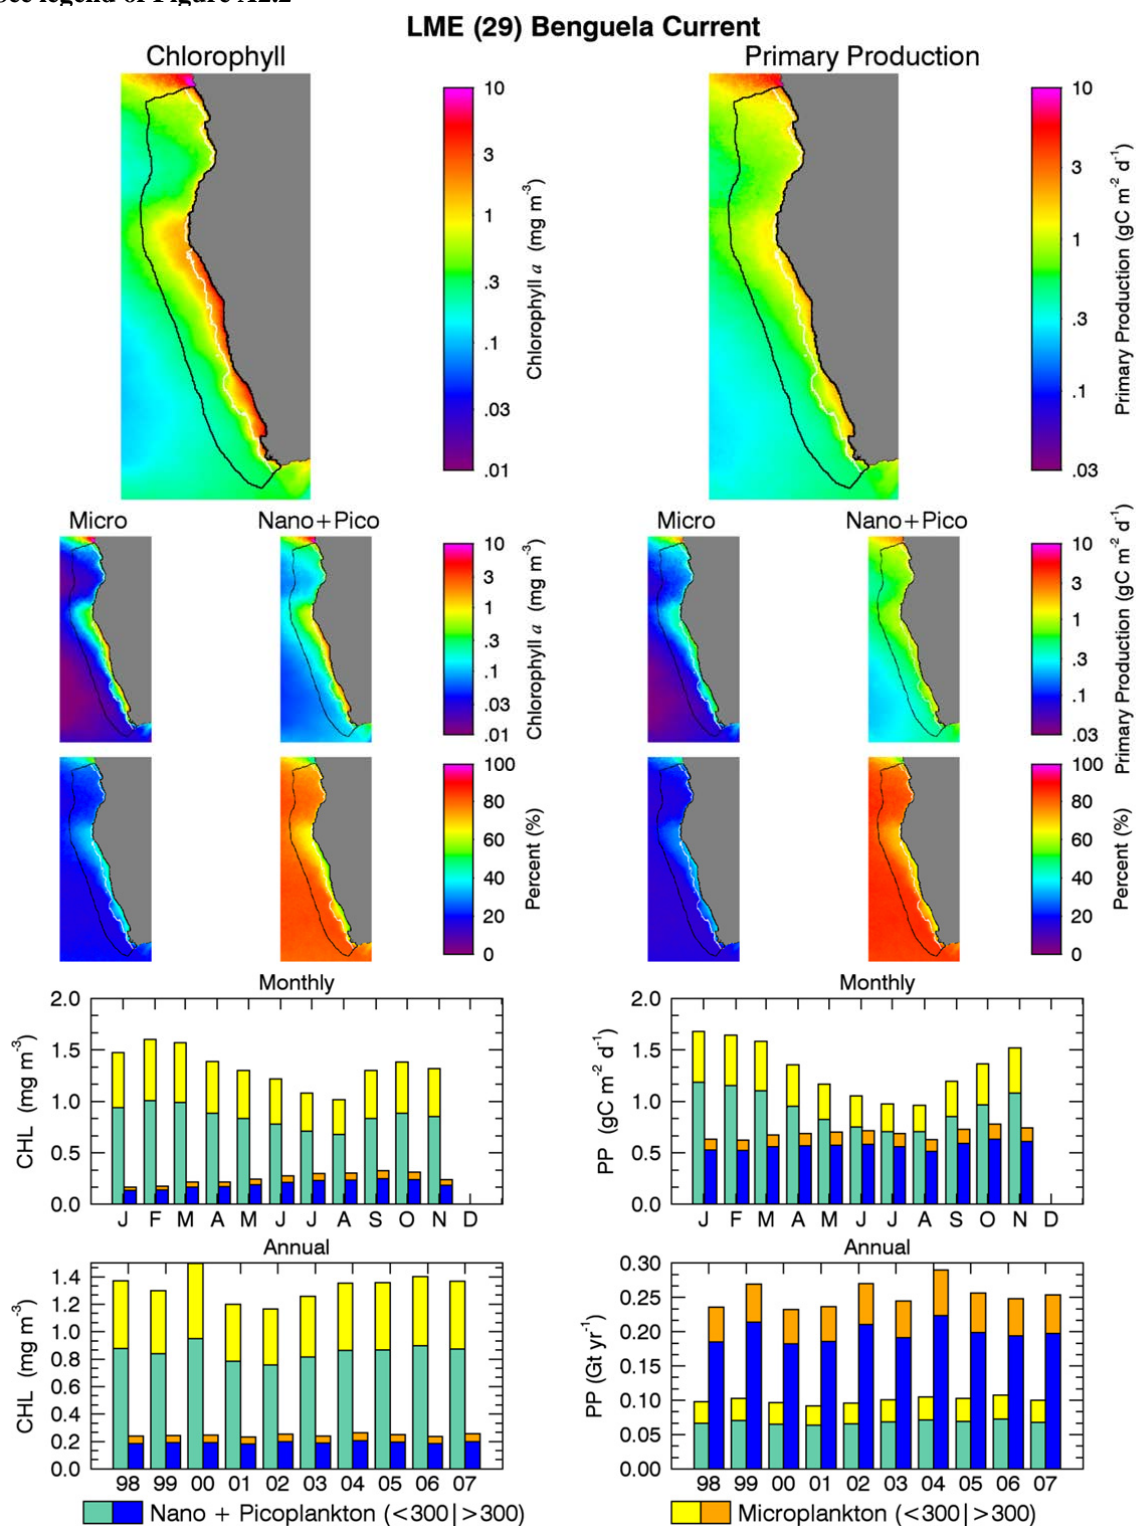 See legend of Figure A2.2
LME (29) Benguela Current
Chlorophyll
Primary Production
10
3
1
.3
.1
.03
.01
Chlorophyll a (mg m-3)
10
3
1
.3
.1
.03
Primary Production (gC m-2 d-1)
Micro
Nano+Pico
10
3
1
.3
.1
.03
.01
Chlorophyll a (mg m-3)
Micro
Nano+Pico
10
3
1
.3
.1
.03
Primary Production (gC m-2 d-1)
100
80
60
40
20
0
Percent (%)
100
80
60
40
20
0
Percent (%)
Monthly
2.0
1.5
1.0
0.5
0.0
CHL (mg m-3)
J F M A M J J A S O N D
Monthly
2.0
1.5
1.0
0.5
0.0
PP (gC m-2 d-1)
J F M A M J J A S O N D
Annual
1.4
1.2
1.0
0.8
0.6
0.4
0.2
0.0
CHL (mg m-3)
98 99 00 01 02 03 04 05 06 07
Annual
0.30
0.25
0.20
0.15
0.10
0.05
0.00
PP (Gt yr-1)
98 99 00 01 02 03 04 05 06 07
Nano + Picoplankton (<300|>300)
Microplankton (<300|>300)